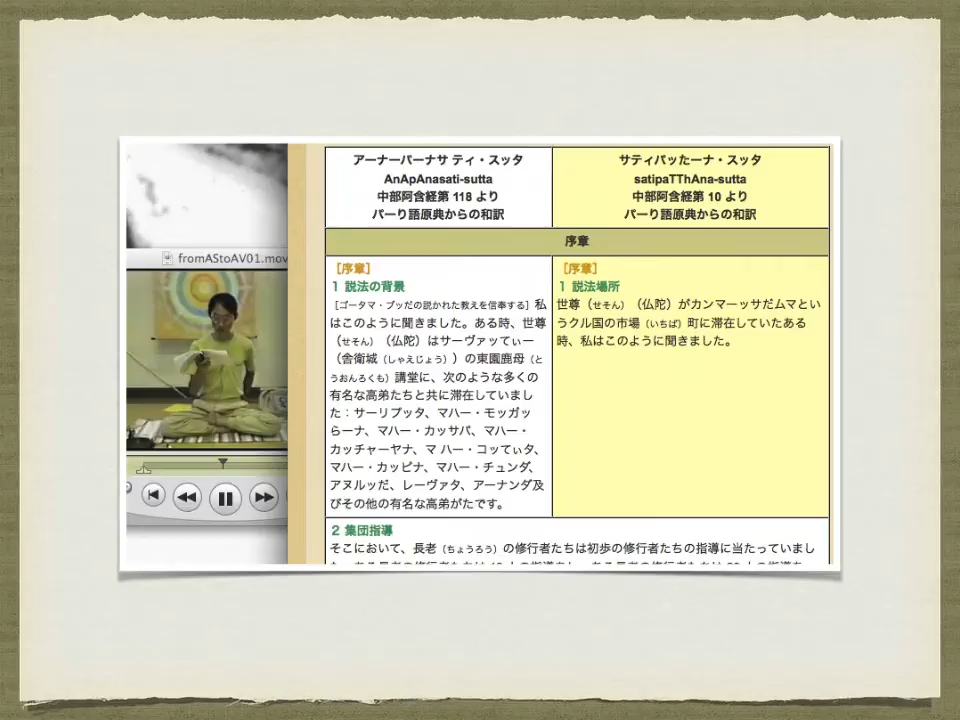 fromAStoAV01.mov
アーナーパーナサ ティ・スッタ
AnApAnasati-sutta
中部阿含経第 118 より
パーり語原典からの和訳
サティパッたーナ・スッタ
satipaTThAna-sutta
中部阿含経第 10 より
パーり語原典からの和訳
序章
［序章］
1 説法の背景
［ゴータマ・ブッだの説かれた教えを信奉する］私
はこのように聞きました。ある時、世尊
（せそん）（仏陀）はサーヴァッてぃー
（舎衛城（しゃえじょう））の東園鹿母（と
うおんろくも）講堂に、次のような多くの
有名な高弟たちと共に滞在していまし
た：サーリプッタ、マハー・モッガッ
らーナ、マハー・カッサパ、マハー・
カッチャーヤナ、マ ハー・コッてぃタ、
マハー・カッピナ、マハー・チュンダ、
アヌルッだ、レーヴァタ、アーナンダ及
びその他の有名な高弟がたです。
［序章］
1 説法場所
世尊（せそん）（仏陀）がカンマーッサだムマとい
うクル国の市場（いちば）町に滞在していたある
時、私はこのように聞きました。
2 集団指導
そこにおいて、長老（ちょうろう）の修行者たちは初歩の修行者たちの指導に当たっていまし